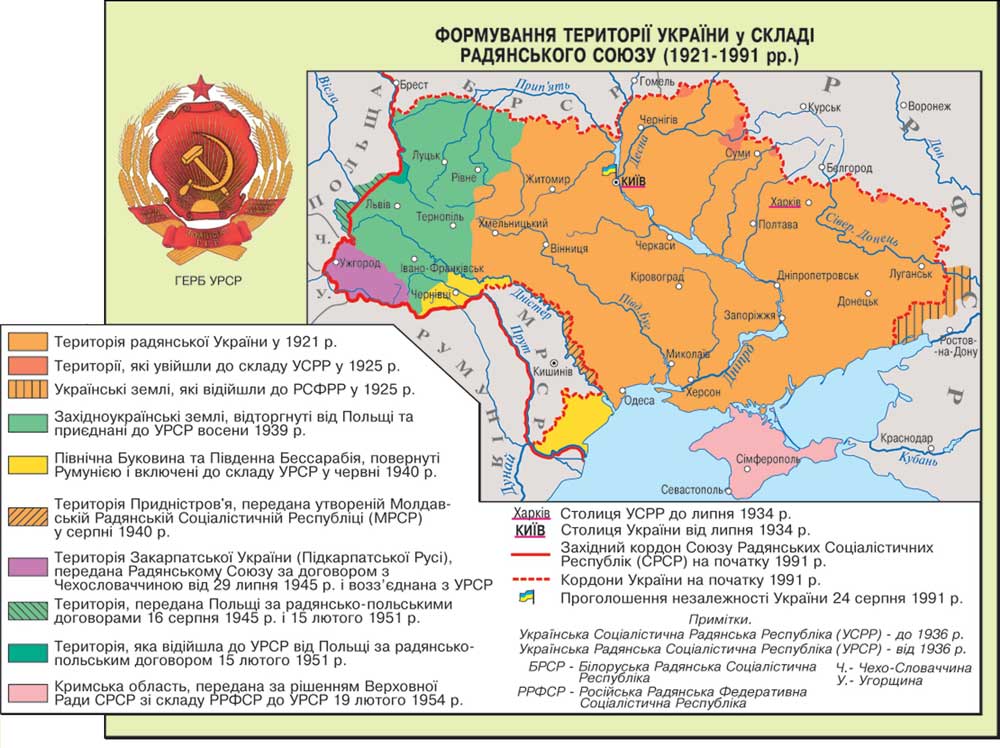 ФОРМУВАННЯ ТЕРИТОРІЇ УКРАЇНИ у СКЛАДІ
РАДЯНСЬКОГО СОЮЗУ (1921-1991 рр.)
ГЕРБ УРСР
Вісла
Брест
БРСР
Прип'ять
Гомель
РРФСР
Курськ
Воронеж
Дон
ПОЛЬЩА
Чернігів
Десна
Луцьк
Рівне
Житомир
КИЇВ
Суми
Бєлгород
Львів
Харків
Тернопіль
Хмельницький
Полтава
Сівер. Донець
Ч.
Ужгород
Івано-Франківськ
Вінниця
Черкаси
Луганськ
У.
Чернівці
Кіровоград
Дніпропетровськ
Донецьк
Дністер
Півд. Буг
Запоріжжя
Ростов-
-на-Дону
РУМУНІЯ
Прут
МРСР
Кишинів
Миколаїв
Дніпро
Херсон
Одеса
Дунай
Сімферополь
Севастополь
Краснодар
Кубань
Територія радянської України у 1921 р.
Території, які увійшли до складу УСРР у 1925 р.
Українські землі, які відійшли до РСФРР у 1925 р.
Західноукраїнські землі, відторгнуті від Польщі та
приєднані до УРСР восени 1939 р.
Північна Буковина та Південна Бессарабія, повернуті
Румунією і включені до складу УРСР у червні 1940 р.
Територія Придністров'я, передана утвореній Молдав-
ській Радянській Соціалістичній Республіці (МРСР)
у серпні 1940 р.
Територія Закарпатської України (Підкарпатської Русі),
передана Радянському Союзу за договором з
Чехословаччиною від 29 липня 1945 р. і возз'єднана з УРСР
Територія, передана Польщі за радянсько-польськими
договорами 16 серпня 1945 р. і 15 лютого 1951 р.
Територія, яка відійшла до УРСР від Польщі за радянсько-
польським договором 15 лютого 1951 р.
Кримська область, передана за рішенням Верховної
Ради СРСР зі складу РРФСР до УРСР 19 лютого 1954 р.
Харків Столиця УСРР до липня 1934 р.
КИЇВ Столиця України від липня 1934 р.
Західний кордон Союзу Радянських Соціалістичних
Республік (СРСР) на початку 1991 р.
Кордони України на початку 1991 р.
Проголошення незалежності України 24 серпня 1991 р.
Примітки.
Українська Соціалістична Радянська Республіка (УСРР) - до 1936 р.
Українська Радянська Соціалістична Республіка (УРСР) - від 1936 р.
БРСР - Білоруська Радянська Соціалістична
Республіка
РРФСР - Російська Радянська Федеративна
Соціалістична Республіка
Ч.- Чехо-Словаччина
У.- Угорщина